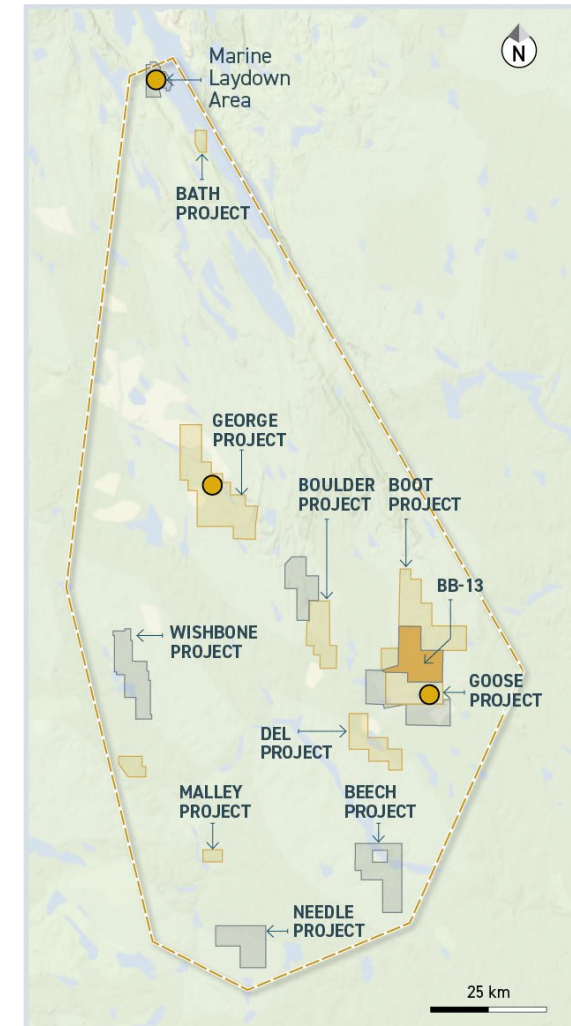 N
Marine
Laydown
Area
BATH
PROJECT
GEORGE
PROJECT
BOULDER
PROJECT
BOOT
PROJECT
BB-13
WISHBONE
PROJECT
GOOSE
PROJECT
DEL
PROJECT
MALLEY
PROJECT
BEECH
PROJECT
NEEDLE
PROJECT
25 km